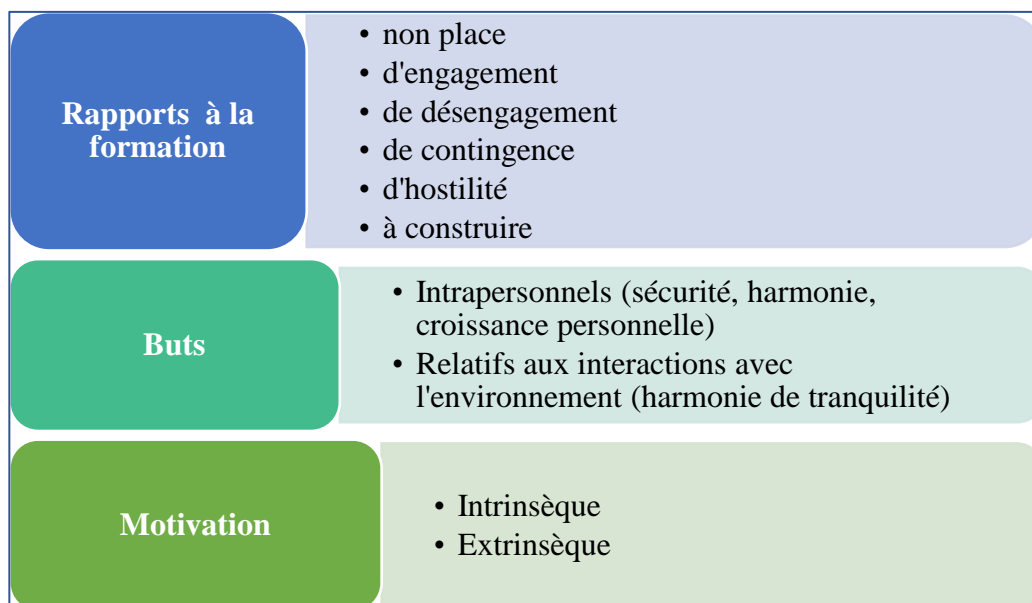 Rapports à la
formation
• non place
• d'engagement
• de désengagement
• de contingence
• d'hostilité
• à construire
Buts
• Intrapersonnels (sécurité, harmonie,
croissance personnelle)
• Relatifs aux interactions avec
l'environnement (harmonie de tranquilité)
Motivation
• Intrinsèque
• Extrinsèque